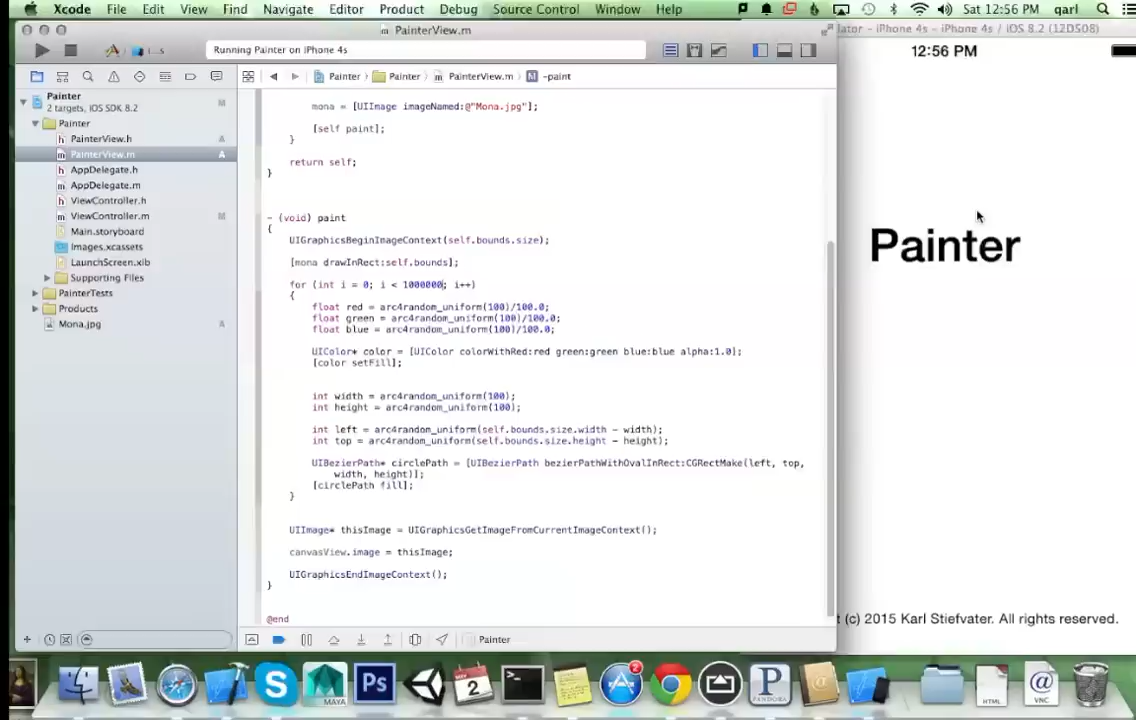 Xcode File Edit View Find Navigate Editor Product Debug Source Control Window Help Sat 12:56 PM qarl
PainterView.m
lator - iPhone 4s - iPhone 4s / iOS 8.2 (12D508)
Running Painter on iPhone 4s
12:56 PM
Painter Painter PainterView.m -paint
Painter
2 targets, iOS SDK 8.2
M
Painter
PainterView.h A
PainterView.m A
AppDelegate.h
AppDelegate.m
ViewController.h
ViewController.m M
Main.storyboard
Images.xcassets
LaunchScreen.xib
Supporting Files
PainterTests
Products
Mona.jpg A
mona = [UIImage imageNamed:@"Mona.jpg"];
[self paint];
}
return self;
}
- (void) paint
{
UIGraphicsBeginImageContext(self.bounds.size);
[mona drawInRect:self.bounds];
for (int i = 0; i < 1000000; i++)
{
float red = arc4random_uniform(100)/100.0;
float green = arc4random_uniform(100)/100.0;
float blue = arc4random_uniform(100)/100.0;
UIColor* color = [UIColor colorWithRed:red green:green blue:blue alpha:1.0];
[color setFill];
int width = arc4random_uniform(100);
int height = arc4random_uniform(100);
int left = arc4random_uniform(self.bounds.size.width - width);
int top = arc4random_uniform(self.bounds.size.height - height);
UIBezierPath* circlePath = [UIBezierPath bezierPathWithOvalInRect:CGRectMake(left, top,
width, height)];
[circlePath fill];
}
UIImage* thisImage = UIGraphicsGetImageFromCurrentImageContext();
canvasView.image = thisImage;
UIGraphicsEndImageContext();
}
@end
Painter
Painter
t (c) 2015 Karl Stiefvater. All rights reserved.
MAYA
Ps
2
2
P
HTML
@
VNC